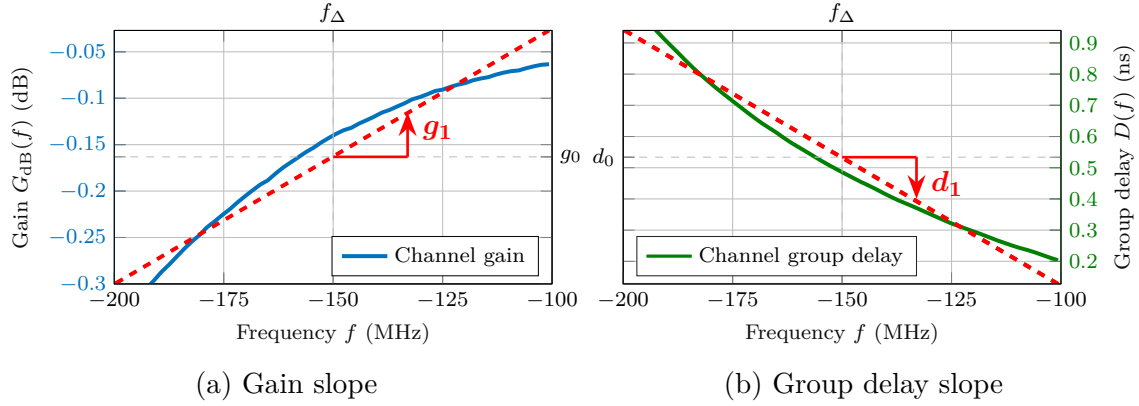 f_Δ
f_Δ
Gain G_dB(f) (dB)
−0.05
−0.1
−0.15
−0.2
−0.25
−0.3
g_1
g_0
Channel gain
−200
−175
−150
−125
−100
Frequency f (MHz)
(a) Gain slope
d_0
d_1
Channel group delay
0.9
0.8
0.7
0.6
0.5
0.4
0.3
0.2
Group delay D(f) (ns)
−200
−175
−150
−125
−100
Frequency f (MHz)
(b) Group delay slope